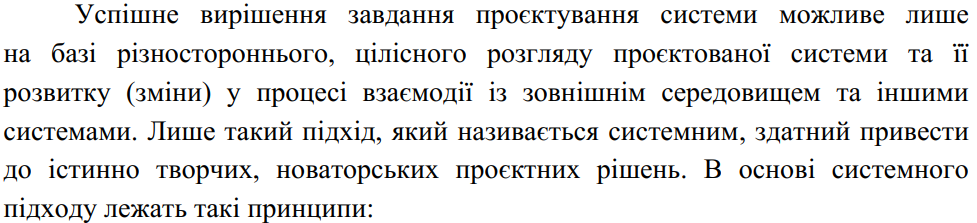 Успішне вирішення завдання проєктування системи можливе лише
на базі різностороннього, цілісного розгляду проєктованої системи та її
розвитку (зміни) у процесі взаємодії із зовнішнім середовищем та іншими
системами. Лише такий підхід, який називається системним, здатний привести
до істинно творчих, новаторських проєктних рішень. В основі системного
підходу лежать такі принципи: